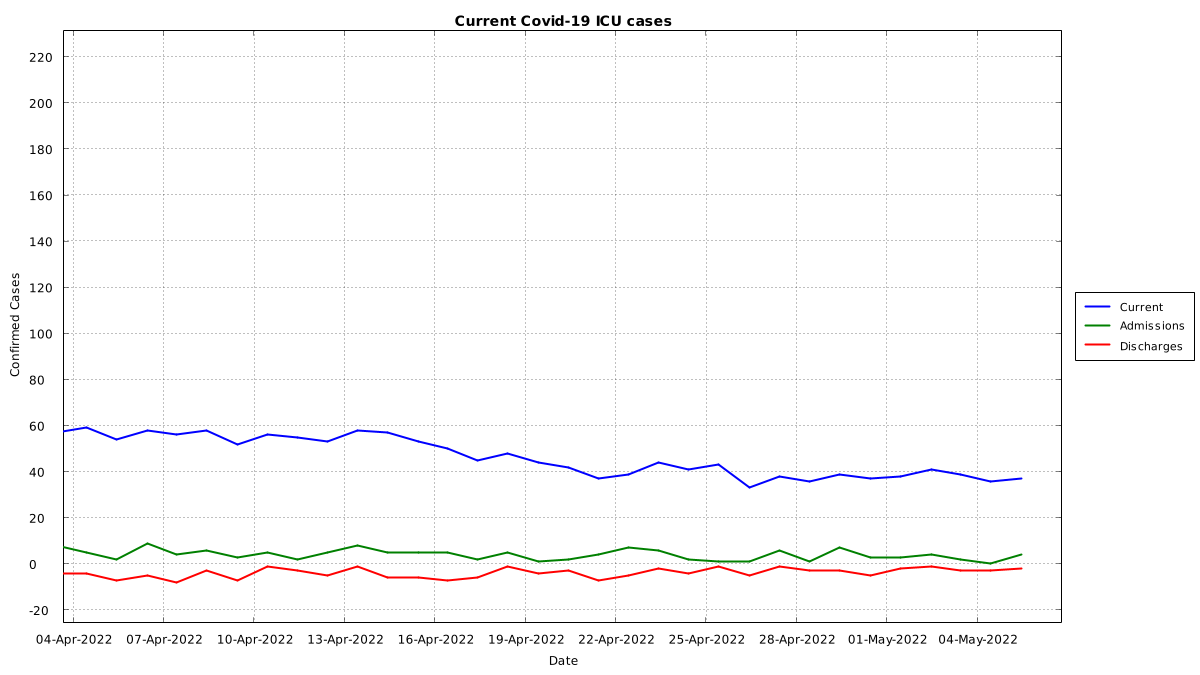 Current Covid-19 ICU cases
220
200
180
160
140
120
100
80
60
40
20
0
-20
Confirmed Cases
04-Apr-2022 07-Apr-2022 10-Apr-2022 13-Apr-2022 16-Apr-2022 19-Apr-2022 22-Apr-2022 25-Apr-2022 28-Apr-2022 01-May-2022 04-May-2022
Date
Current
Admissions
Discharges